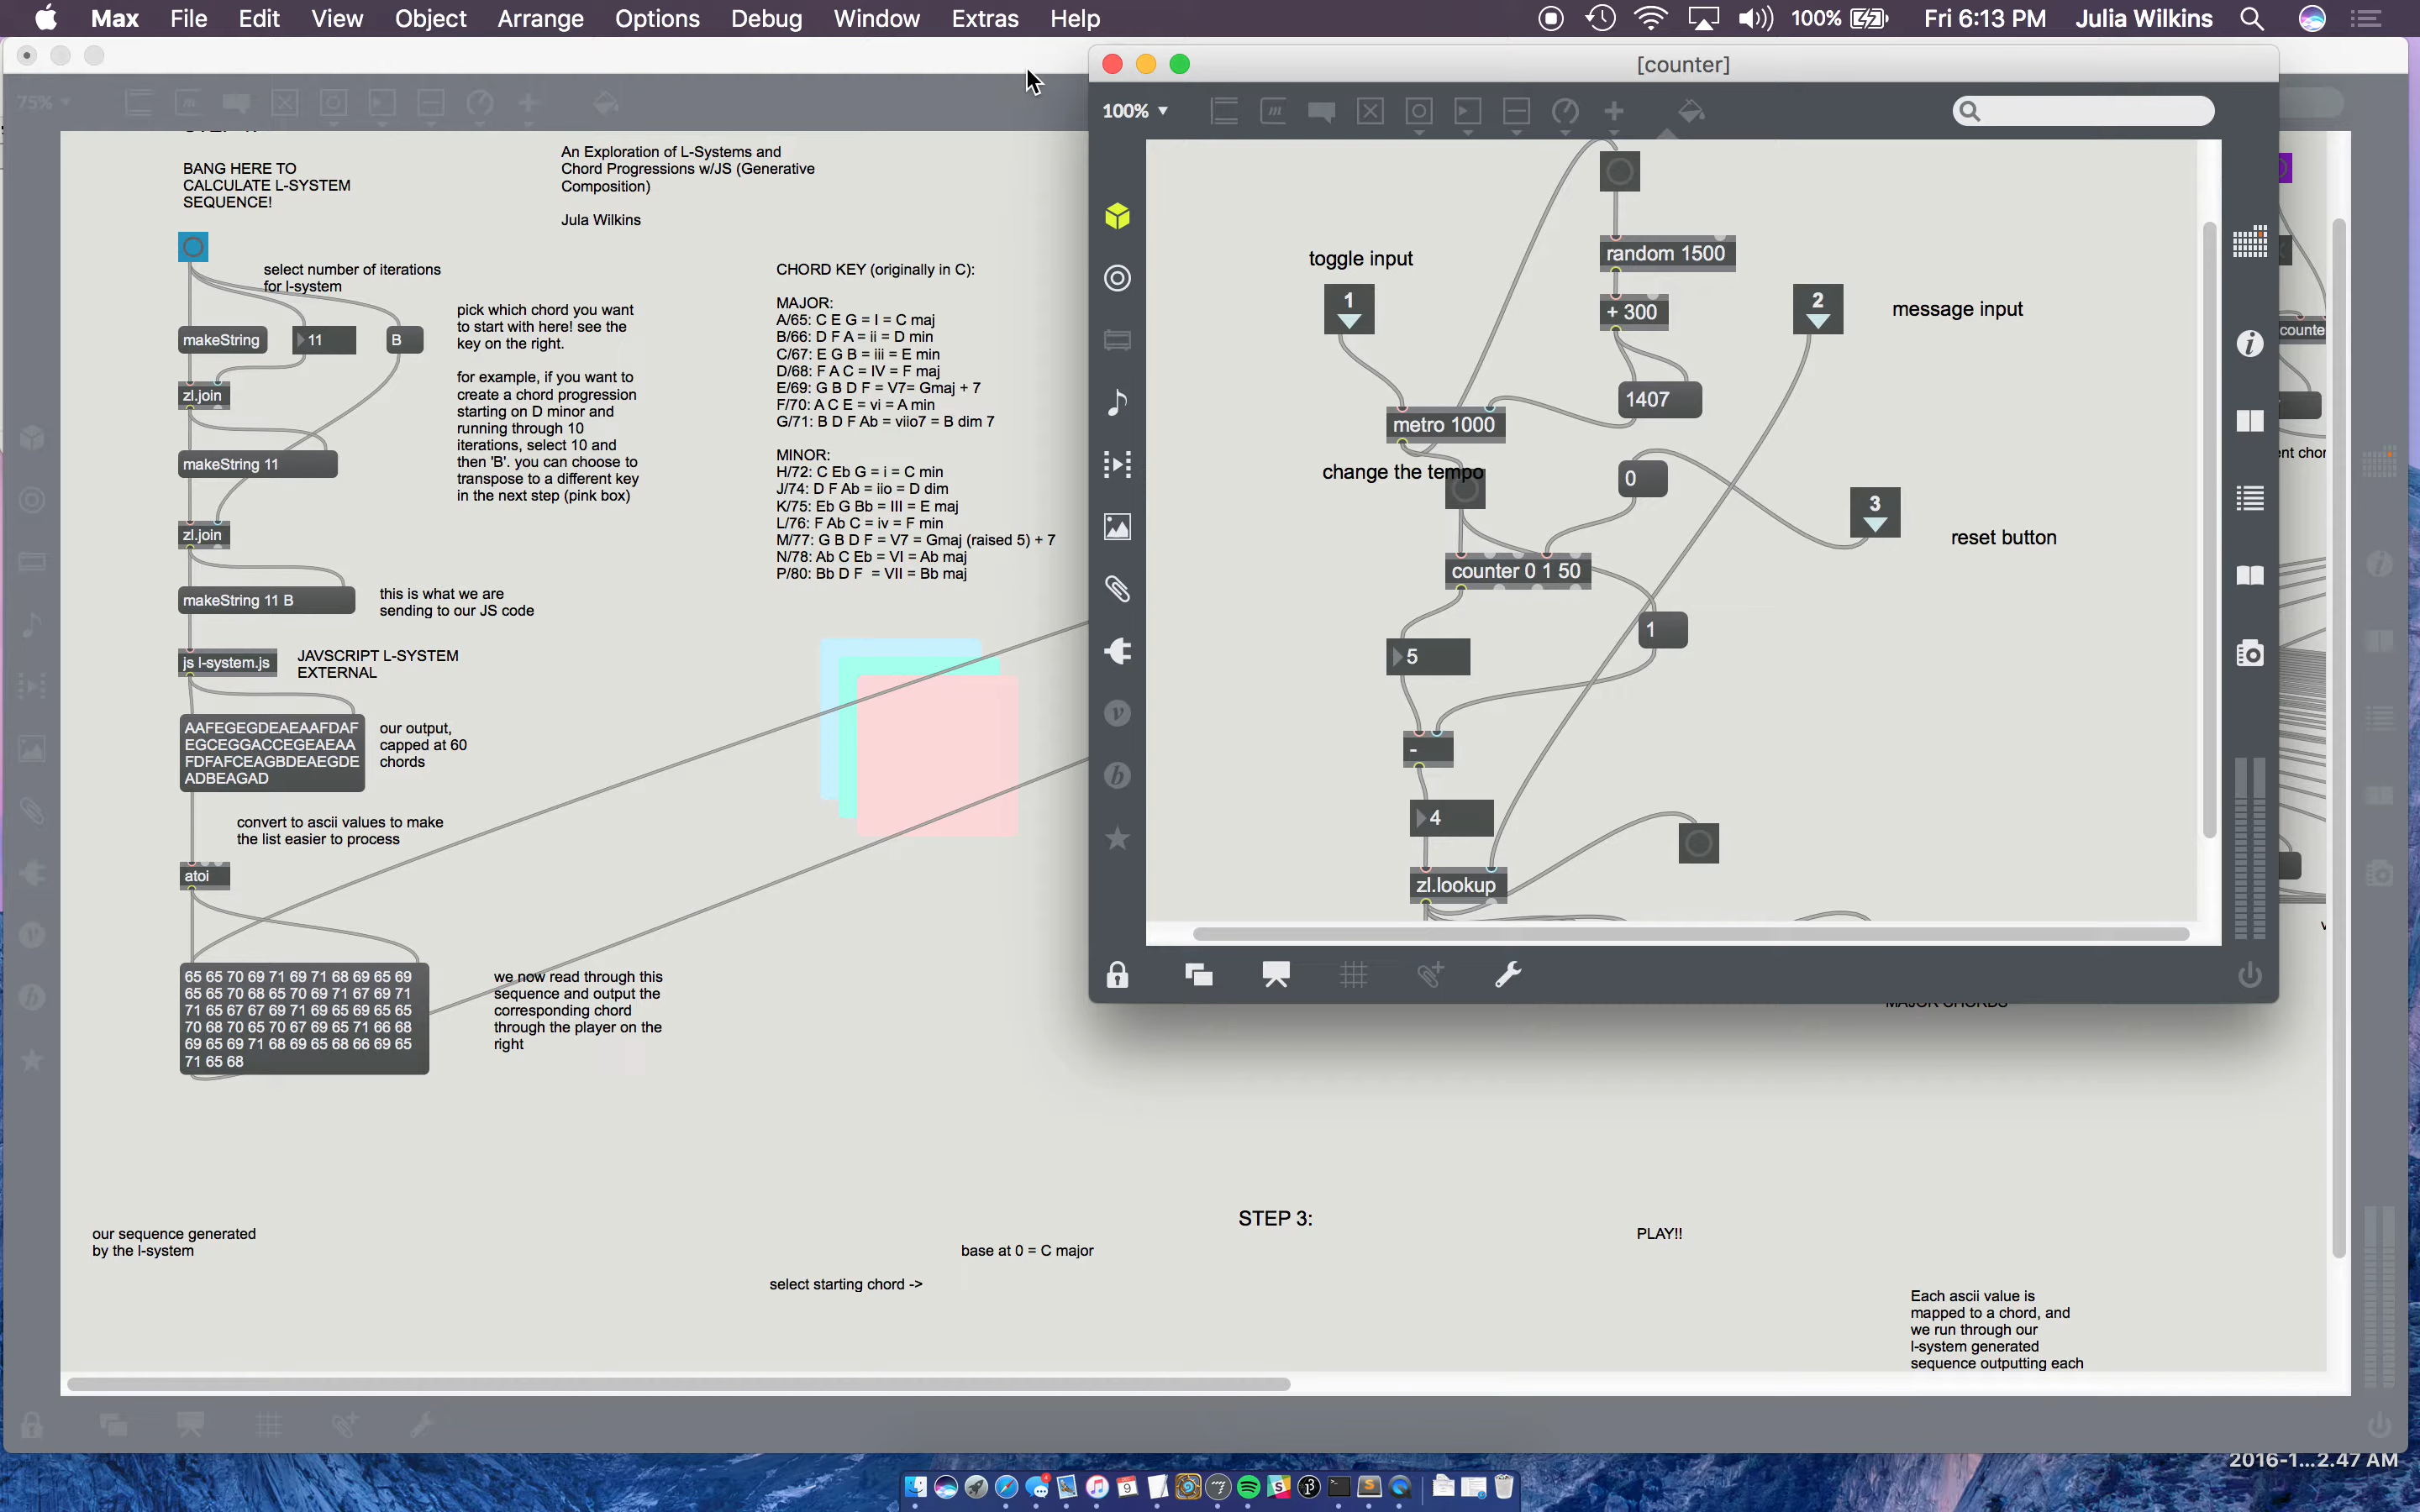 Max File Edit View Object Arrange Options Debug Window Extras Help
100% Fri 6:13 PM Julia Wilkins
75%
BANG HERE TO
CALCULATE L-SYSTEM
SEQUENCE!
An Exploration of L-Systems and
Chord Progressions w/JS (Generative
Composition)
Jula Wilkins
select number of iterations
for l-system
makeString
11
B
zl.join
makeString 11
zl.join
makeString 11 B
this is what we are
sending to our JS code
js l-system.js
JAVSCRIPT L-SYSTEM
EXTERNAL
AAFEGEGDEAEAAFDAF
EGCEGGACCEGEAEAA
FDFAFCEAGBDEAEGDE
ADBEAGAD
our output,
capped at 60
chords
convert to ascii values to make
the list easier to process
atoi
65 65 70 69 71 69 71 68 69 65 69
65 65 70 68 65 70 69 71 67 69 71
71 65 67 67 69 71 69 65 69 65 65
70 68 70 65 70 67 69 65 71 66 68
69 65 69 71 68 69 65 68 66 69 65
71 65 68
we now read through this
sequence and output the
corresponding chord
through the player on the
right
pick which chord you want
to start with here! see the
key on the right.
for example, if you want to
create a chord progression
starting on D minor and
running through 10
iterations, select 10 and
then 'B'. you can choose to
transpose to a different key
in the next step (pink box)
CHORD KEY (originally in C):
MAJOR:
A/65: C E G = I = C maj
B/66: D F A = ii = D min
C/67: E G B = iii = E min
D/68: F A C = IV = F maj
E/69: G B D F = V7= Gmaj + 7
F/70: A C E = vi = A min
G/71: B D F Ab = viio7 = B dim 7
MINOR:
H/72: C Eb G = i = C min
J/74: D F Ab = iio = D dim
K/75: Eb G Bb = III = E maj
L/76: F Ab C = iv = F min
M/77: G B D F = V7 = Gmaj (raised 5) + 7
N/78: Ab C Eb = VI = Ab maj
P/80: Bb D F = VII = Bb maj
[counter]
100%
toggle input
1
random 1500
+ 300
1407
2
message input
metro 1000
change the tempo
0
3
reset button
counter 0 1 50
1
5
-
4
zl.lookup
counte
nt chor
MAJOR CHORDS
our sequence generated
by the l-system
STEP 3:
base at 0 = C major
select starting chord ->
PLAY!!
Each ascii value is
mapped to a chord, and
we run through our
l-system generated
sequence outputting each
2016-1...2.47 AM